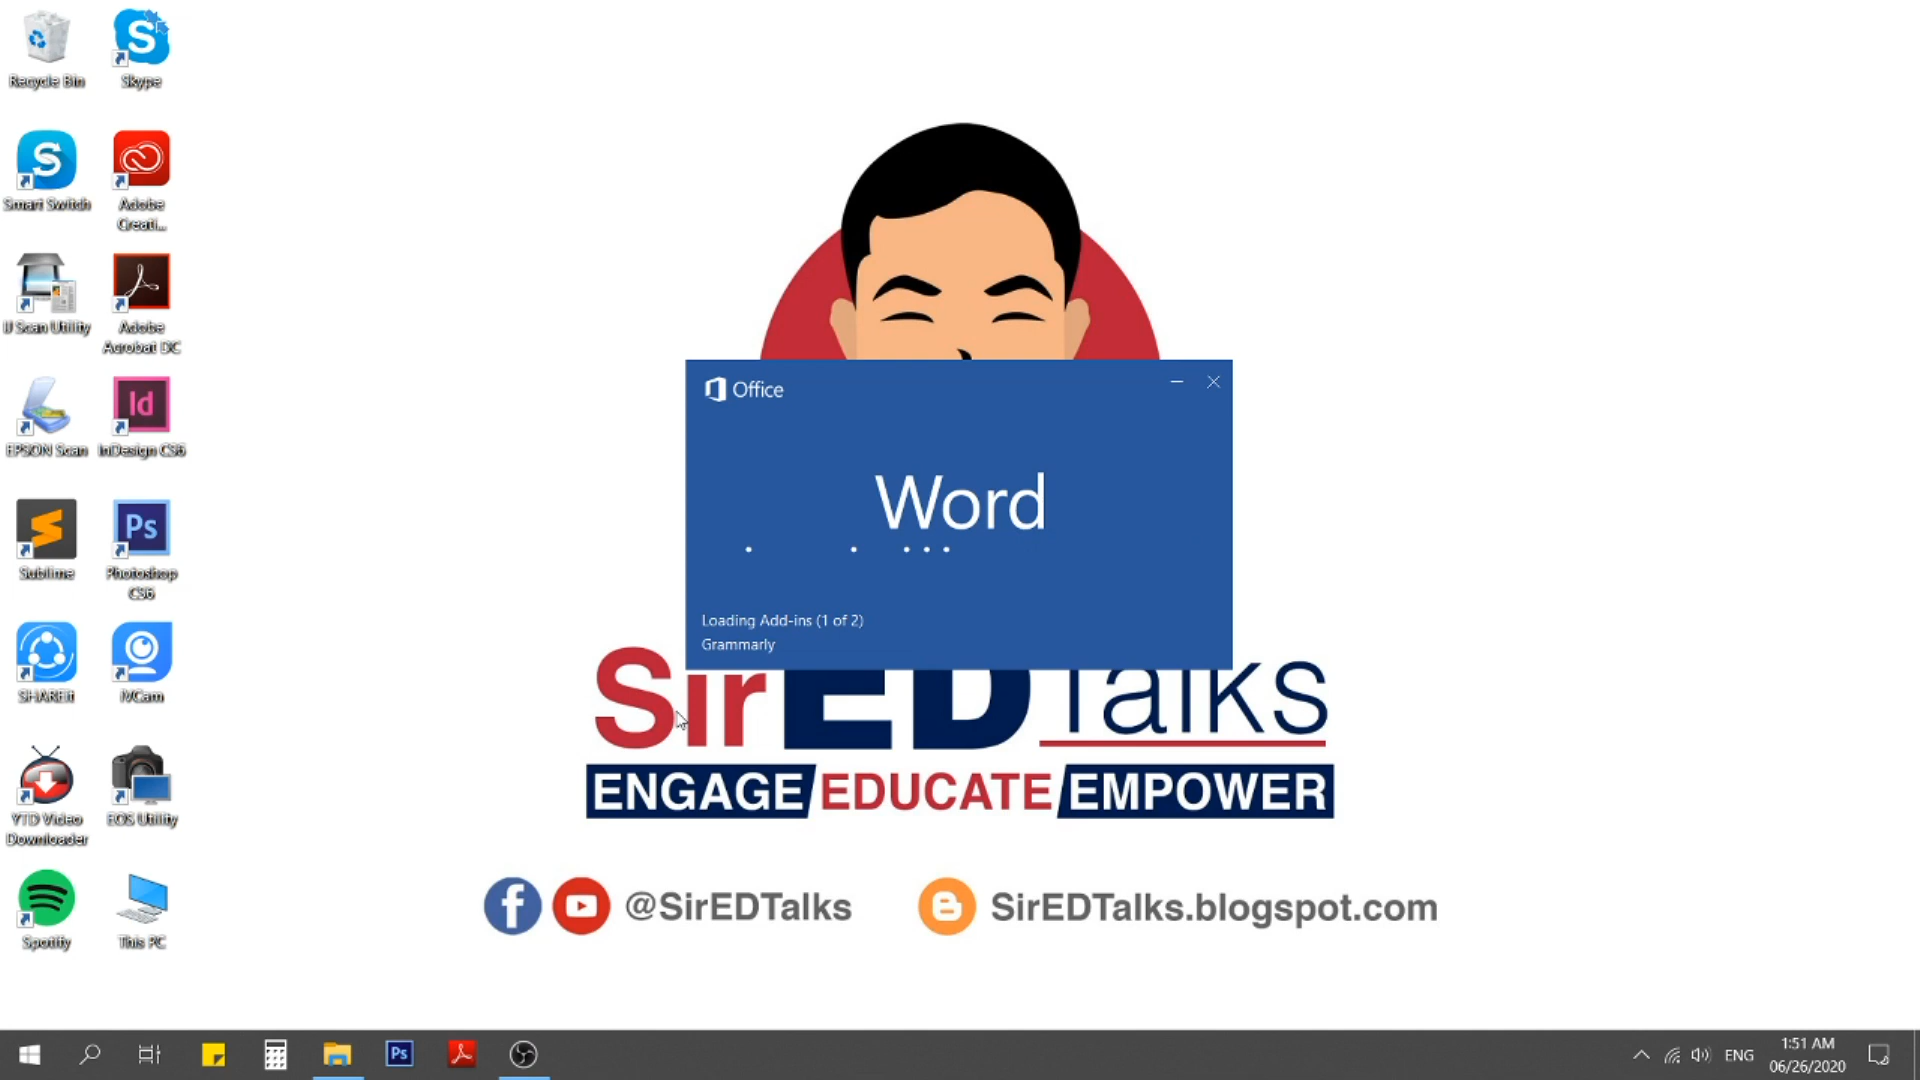 Recycle Bin
Skype
Smart Switch
Adobe
Creati...
IJ Scan Utility
Adobe
Acrobat DC
EPSON Scan
InDesign CS6
Sublime
Photoshop
CS6
SHAREit
iVCam
YTD Video
Downloader
EOS Utility
Spotify
This PC
Office
Word
Loading Add-ins (1 of 2)
Grammarly
SirEDTalks
ENGAGE EDUCATE EMPOWER
@SirEDTalks
SirEDTalks.blogspot.com
Ps
ENG
1:51 AM
06/26/2020